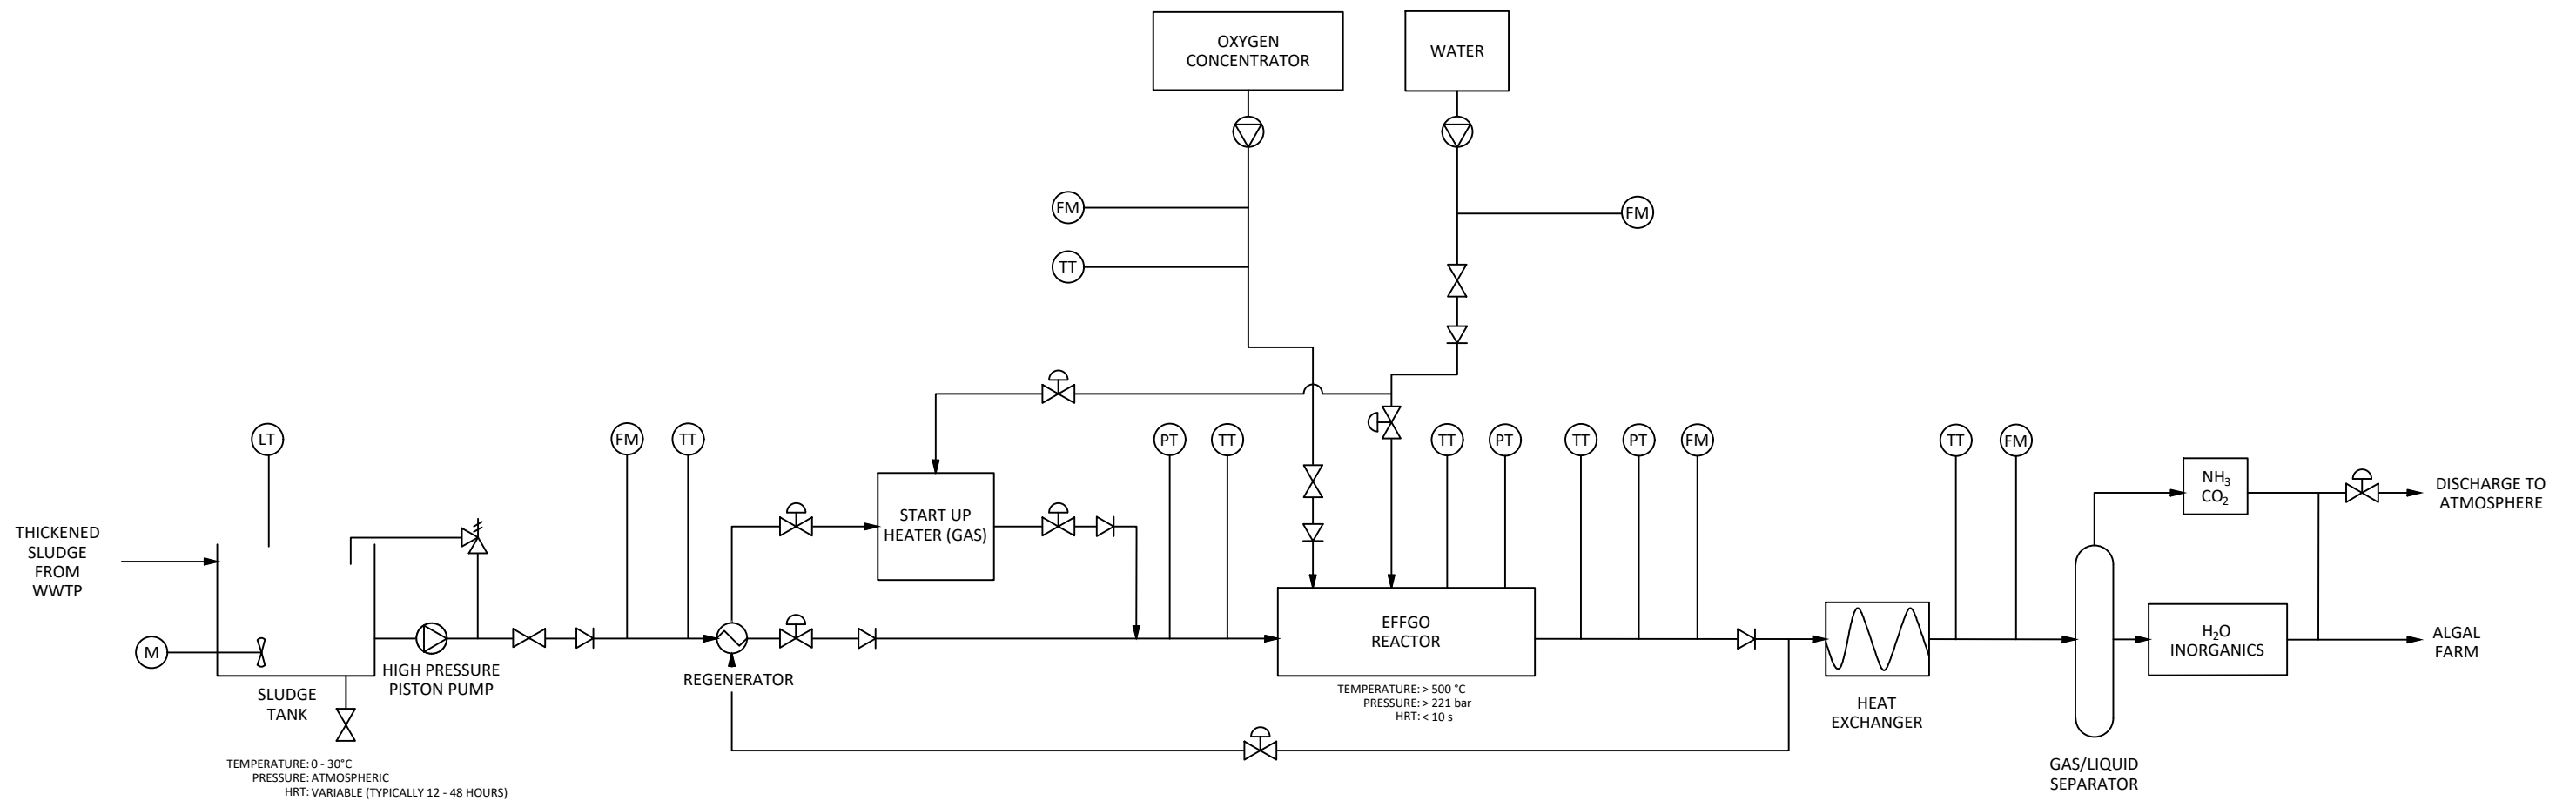 OXYGEN
CONCENTRATOR
WATER
FM
FM
TT
LT
FM
TT
PT
TT
TT
PT
TT
PT
FM
TT
FM
THICKENED
SLUDGE
FROM
WWTP
M
SLUDGE
TANK
TEMPERATURE: 0 - 30°C
PRESSURE: ATMOSPHERIC
HRT: VARIABLE (TYPICALLY 12 - 48 HOURS)
HIGH PRESSURE
PISTON PUMP
REGENERATOR
START UP
HEATER (GAS)
EFFGO
REACTOR
TEMPERATURE: > 500 °C
PRESSURE: > 221 bar
HRT: < 10 s
HEAT
EXCHANGER
GAS/LIQUID
SEPARATOR
NH₃
CO₂
DISCHARGE TO
ATMOSPHERE
H₂O
INORGANICS
ALGAL
FARM